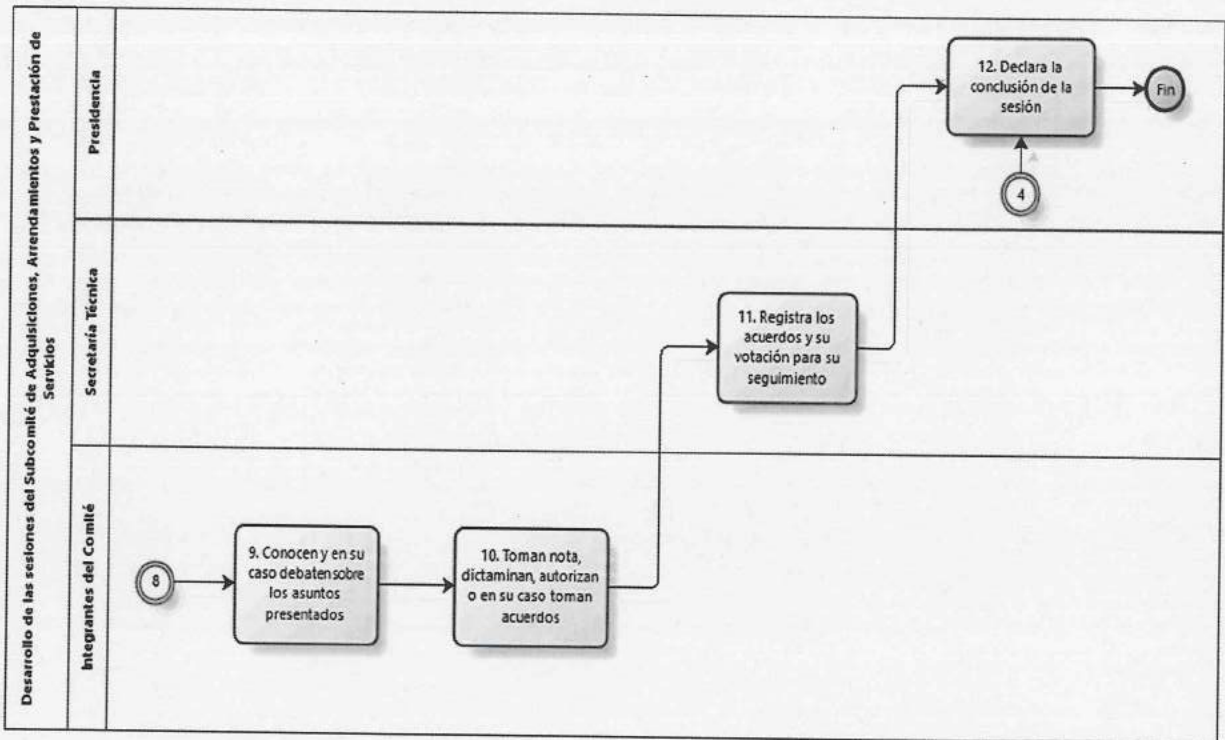 Desarrollo de las sesiones del Subcomité de Adquisiciones, Arrendamientos y Prestación de
Servicios
Presidencia
12. Declara la
conclusión de la
sesión
Fin
4
Secretaría Técnica
11. Registra los
acuerdos y su
votación para su
seguimiento
Integrantes del Comité
8
9. Conocen y en su
caso debaten sobre
los asuntos
presentados
10. Toman nota,
dictaminan, autorizan
o en su caso toman
acuerdos